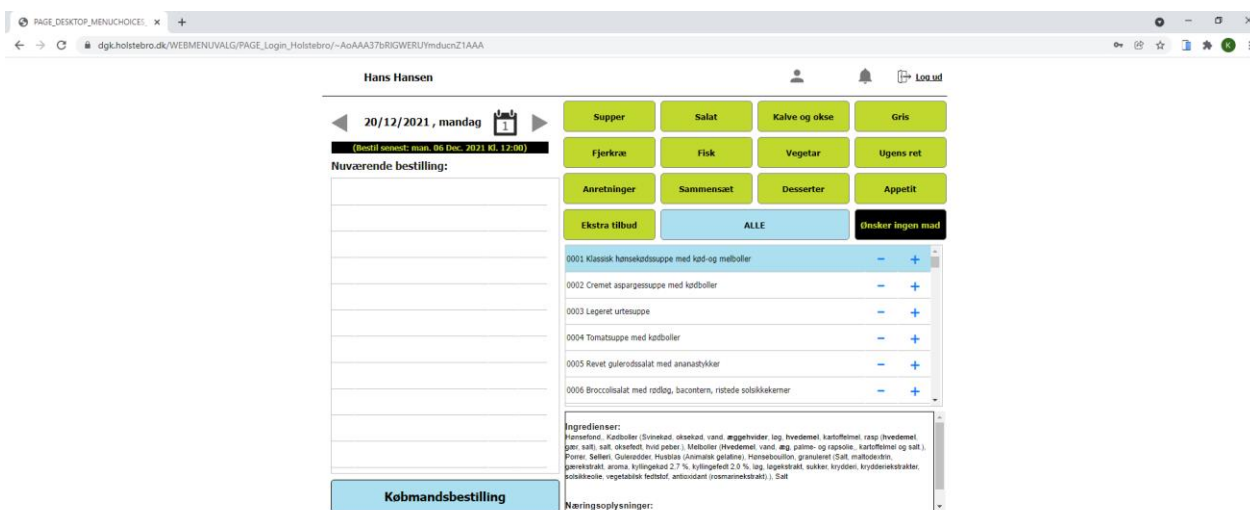 PAGE_DESKTOP_MENUCHOICES_
dgk.holstebro.dk/WEBMENUVALG/PAGE_Login_Holstebro/~AoAAA37bRlGWERUYmducnZ1AAA
K
Hans Hansen
Log ud
20/12/2021 , mandag
1
(Bestil senest: man. 06 Dec. 2021 Kl. 12:00)
Nuværende bestilling:
Købmandsbestilling
Supper Salat Kalve og okse Gris
Fjerkræ Fisk Vegetar Ugens ret
Anretninger Sammensæt Desserter Appetit
Ekstra tilbud ALLE Ønsker ingen mad
0001 Klassisk hønsekødssuppe med kød-og melboller - +
0002 Cremet aspargessuppe med kødboller - +
0003 Legeret urtesuppe - +
0004 Tomatsuppe med kødboller - +
0005 Revet gulerodssalat med ananastykker - +
0006 Broccolisalat med rødløg, bacontern, ristede solsikkekerner - +
Ingredienser:
Hønsefond,, Kødboller (Svinekød, oksekød, vand, æggehvider, løg, hvedemel, kartoffelmel, rasp (hvedemel,
gær, salt), salt, oksefedt, hvid peber.), Melboller (Hvedemel, vand, æg, palme- og rapsolie,, kartoffelmel og salt.),
Porrer, Selleri, Gulerødder, Husblas (Animalsk gelatine), Hønsebouillon, granuleret (Salt, maltodextrin,
gærekstrakt, aroma, kyllingekød 2,7 %, kyllingefedt 2,0 %, løg, løgekstrakt, sukker, krydderi, krydderiekstrakter,
solsikkeolie, vegetabilsk fedtstof, antioxidant (rosmarinekstrakt).), Salt
Næringsoplysninger: